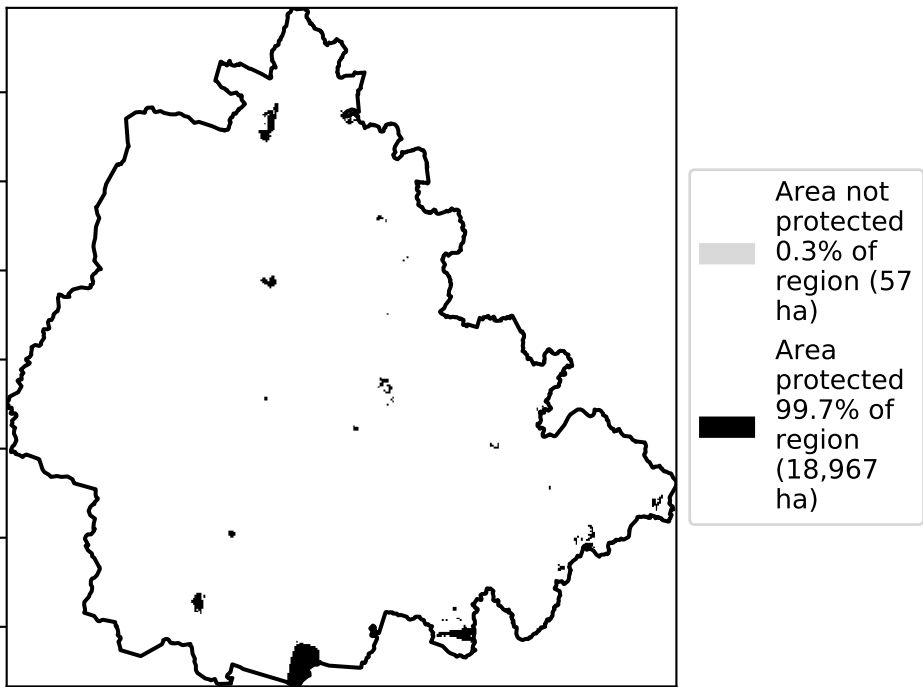 Area not
protected
0.3% of
region (57
ha)
Area
protected
99.7% of
region
(18,967
ha)